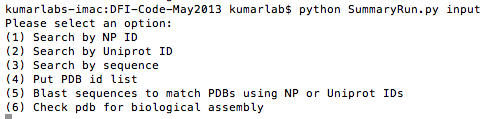 kumarlabs-imac:DFI-Code-May2013 kumarlab$ python SummaryRun.py input
Please select an option:
(1) Search by NP ID
(2) Search by Uniprot ID
(3) Search by sequence
(4) Put PDB id list
(5) Blast sequences to match PDBs using NP or Uniprot IDs
(6) Check pdb for biological assembly